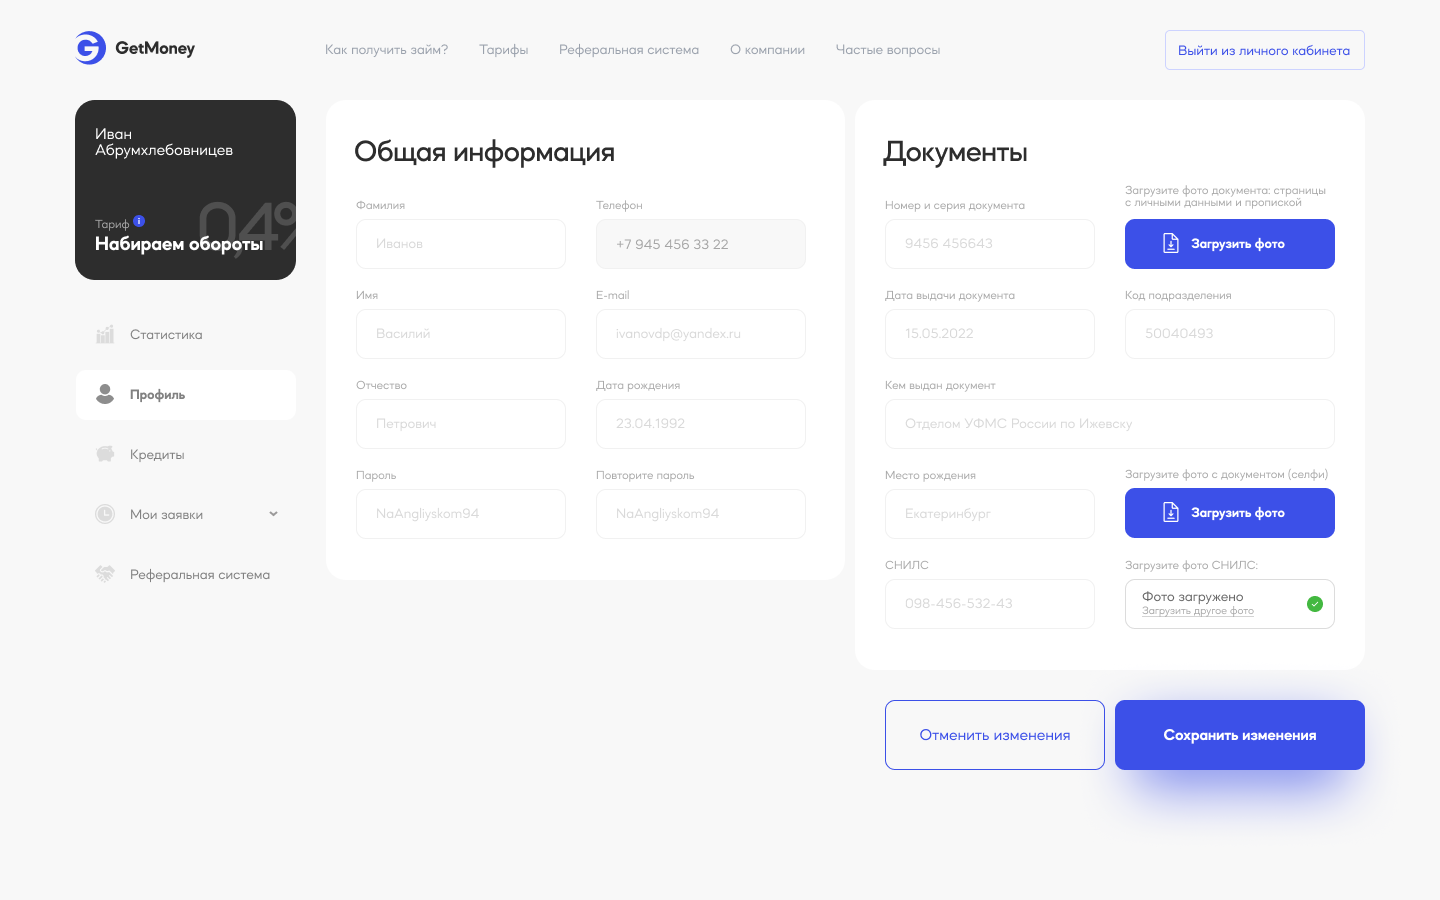 GetMoney
Как получить займ?
Тарифы
Реферальная система
О компании
Частые вопросы
Выйти из личного кабинета
Иван
Абрумхлебовницев
04%
Тариф
Набираем обороты
Статистика
Профиль
Кредиты
Мои заявки
Реферальная система
Общая информация
Фамилия
Иванов
Телефон
+7 945 456 33 22
Имя
Василий
E-mail
ivanovdp@yandex.ru
Отчество
Петрович
Дата рождения
23.04.1992
Пароль
NaAngliyskom94
Повторите пароль
NaAngliyskom94
Документы
Номер и серия документа
9456 456643
Загрузите фото документа: страницы
с личными данными и пропиской
Загрузить фото
Дата выдачи документа
15.05.2022
Код подразделения
50040493
Кем выдан документ
Отделом УФМС России по Ижевску
Место рождения
Екатеринбург
Загрузите фото с документом (селфи)
Загрузить фото
СНИЛС
098-456-532-43
Загрузите фото СНИЛС:
Фото загружено
Загрузить другое фото
Отменить изменения
Сохранить изменения